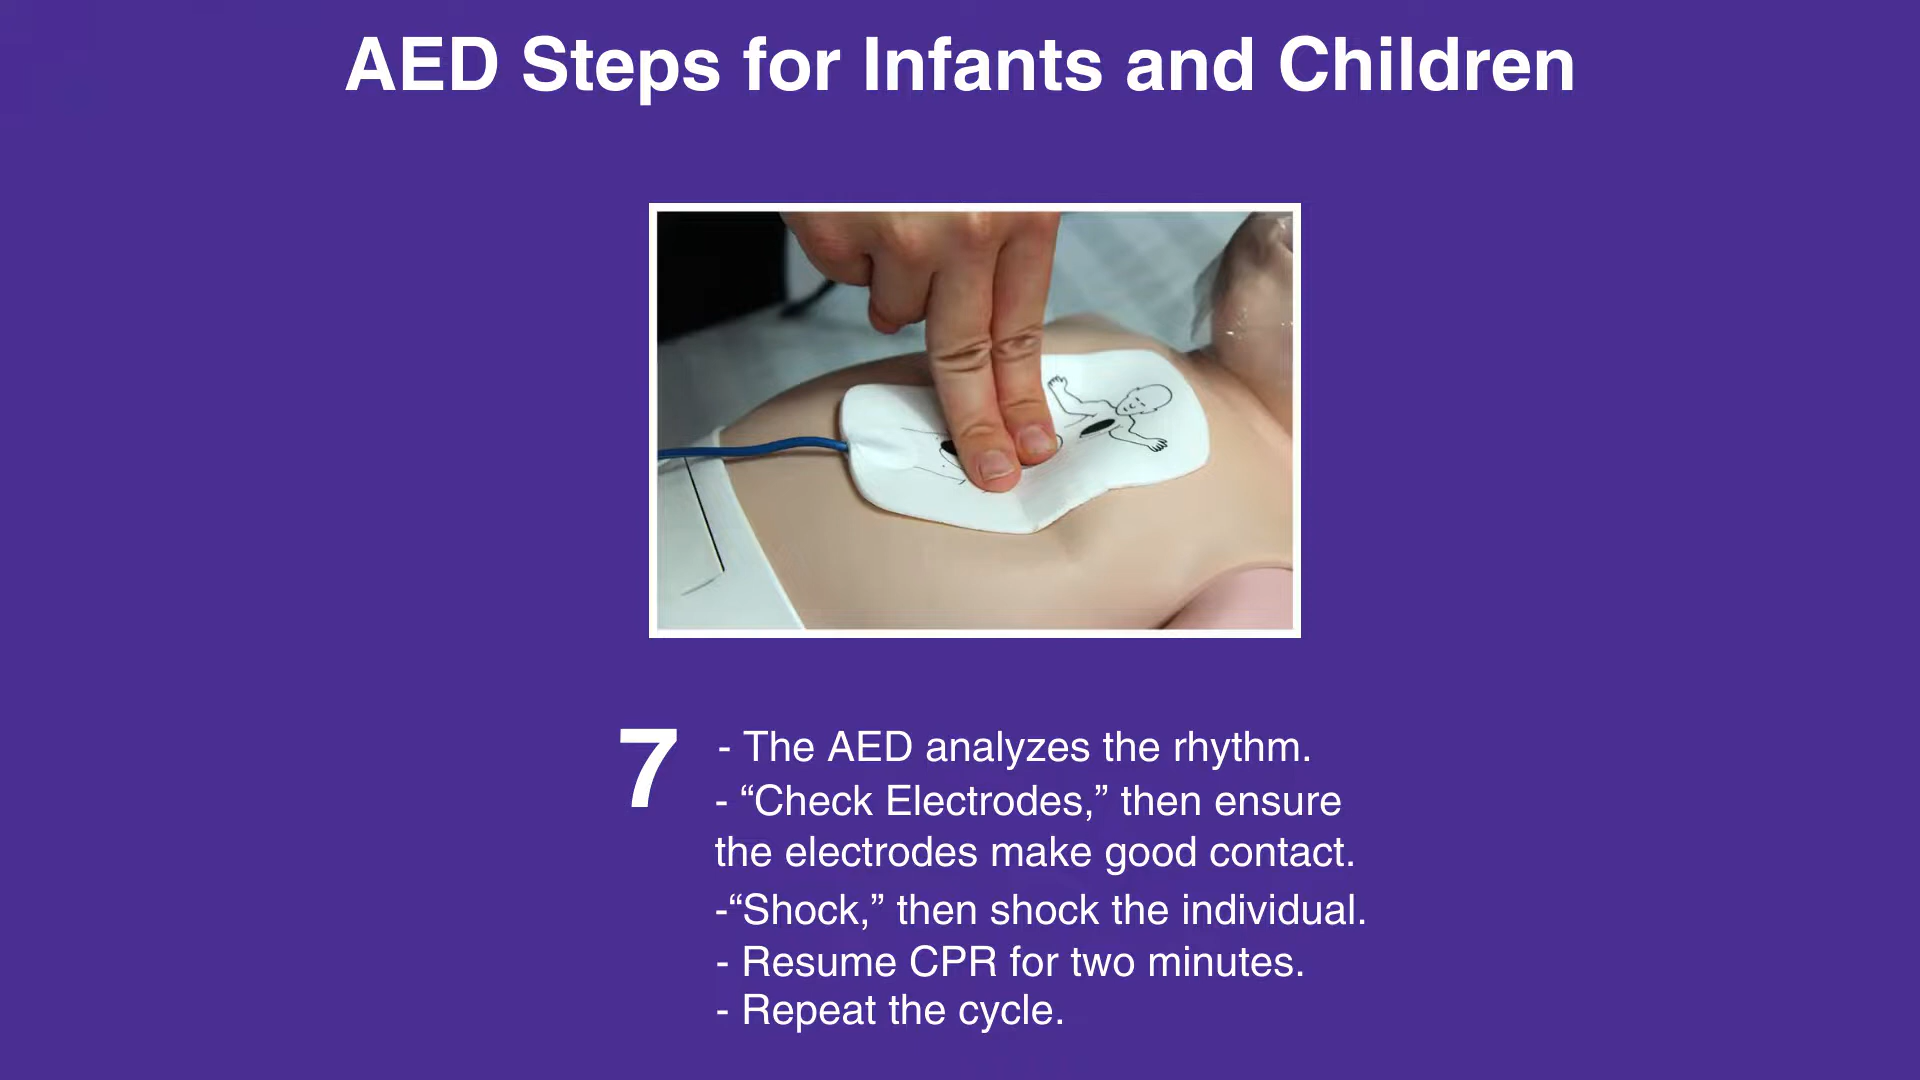 AED Steps for Infants and Children
7
- The AED analyzes the rhythm.
- “Check Electrodes,” then ensure
the electrodes make good contact.
-“Shock,” then shock the individual.
- Resume CPR for two minutes.
- Repeat the cycle.